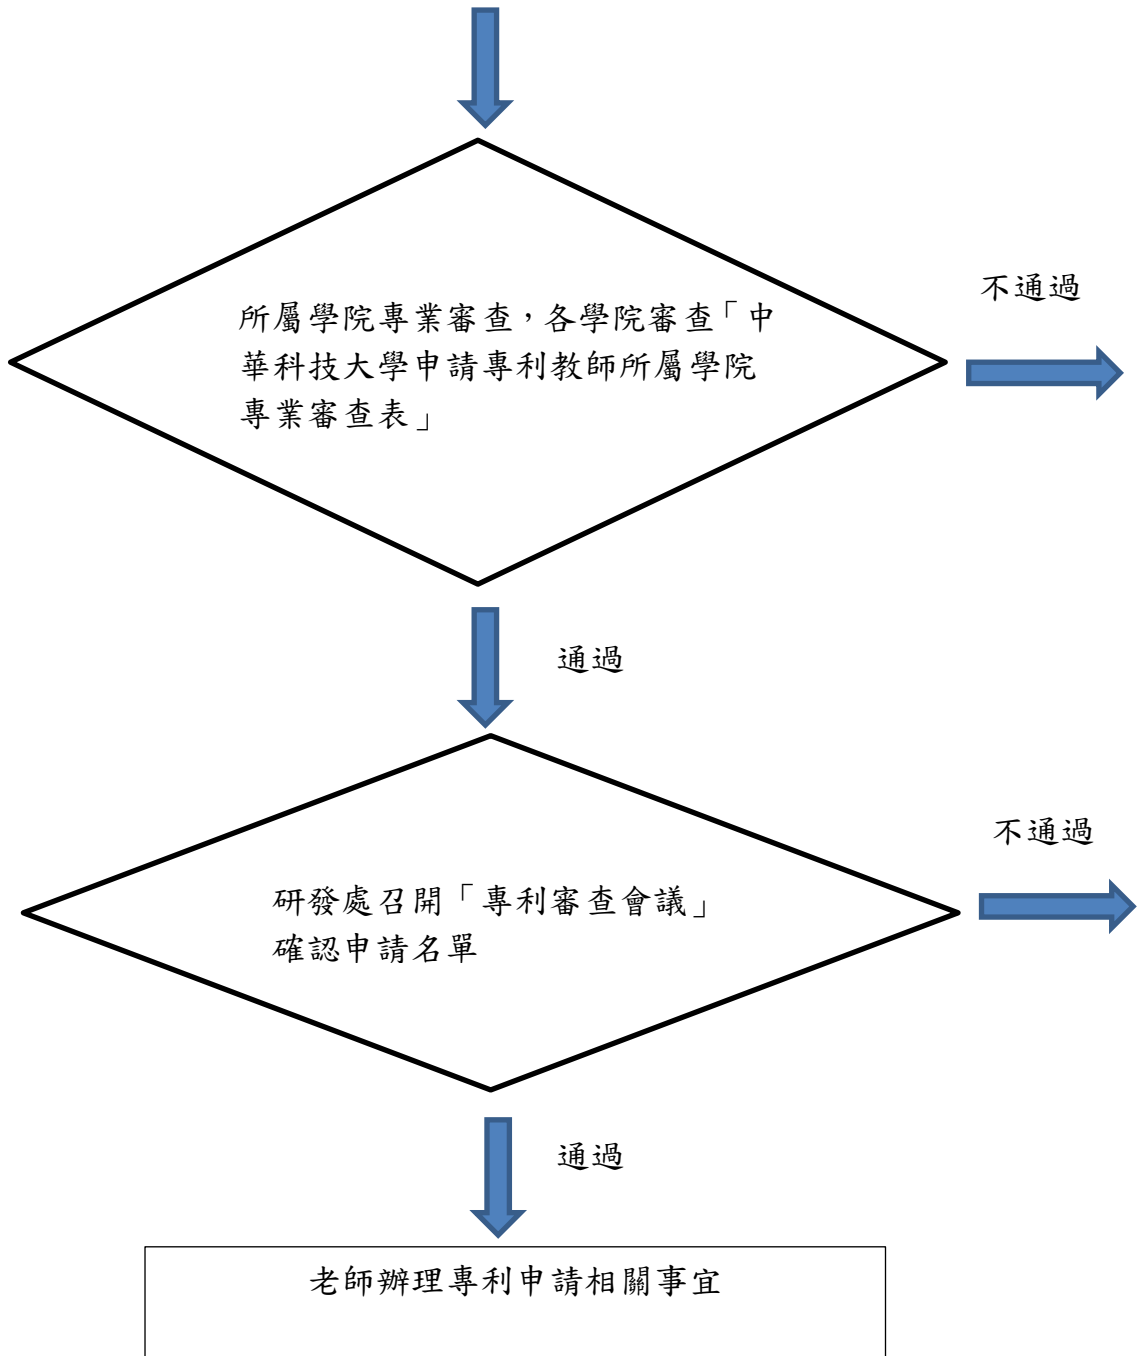 不通過
所屬學院專業審查，各學院審查「中
華科技大學申請專利教師所屬學院
專業審查表」
通過
不通過
研發處召開「專利審查會議」
確認申請名單
通過
老師辦理專利申請相關事宜